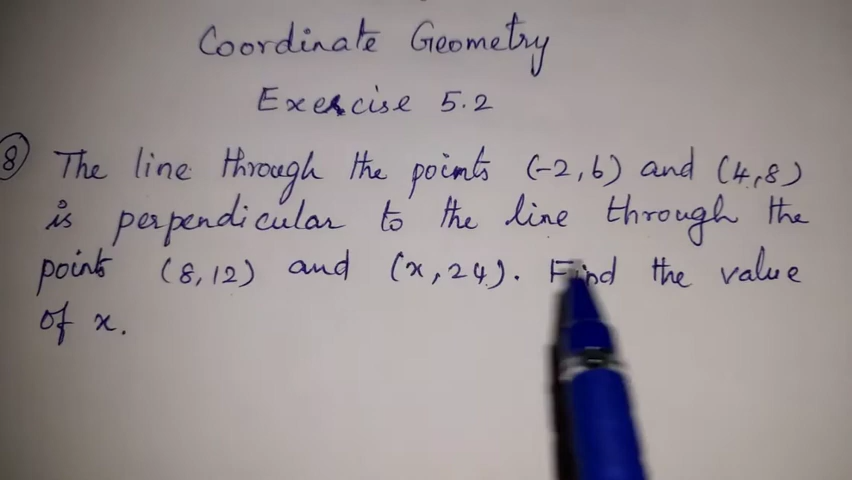 Coordinate Geometry
Exercise 5.2
8 The line through the points (-2,6) and (4,8)
is perpendicular to the line through the
point (8,12) and (x,24). Find the value
of x.